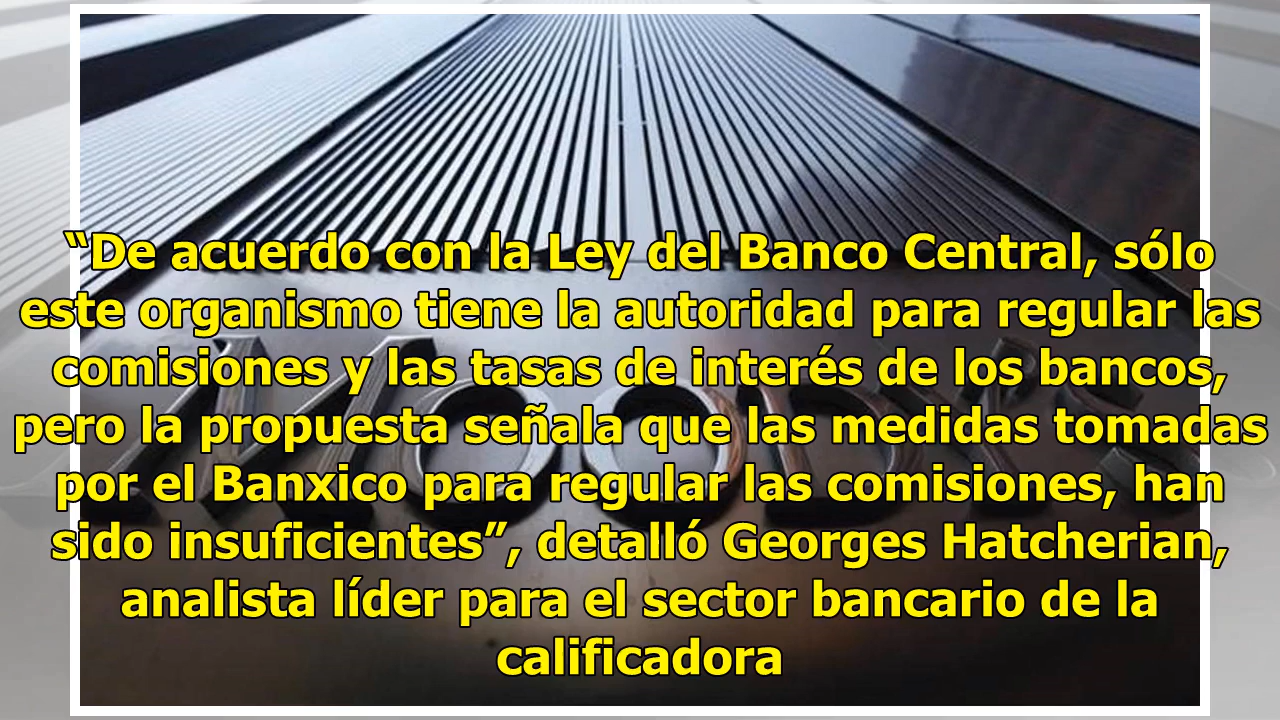 “De acuerdo con la Ley del Banco Central, sólo
este organismo tiene la autoridad para regular las
comisiones y las tasas de interés de los bancos,
pero la propuesta señala que las medidas tomadas
por el Banxico para regular las comisiones, han
sido insuficientes”, detalló Georges Hatcherian,
analista líder para el sector bancario de la
calificadora
MOODY'S